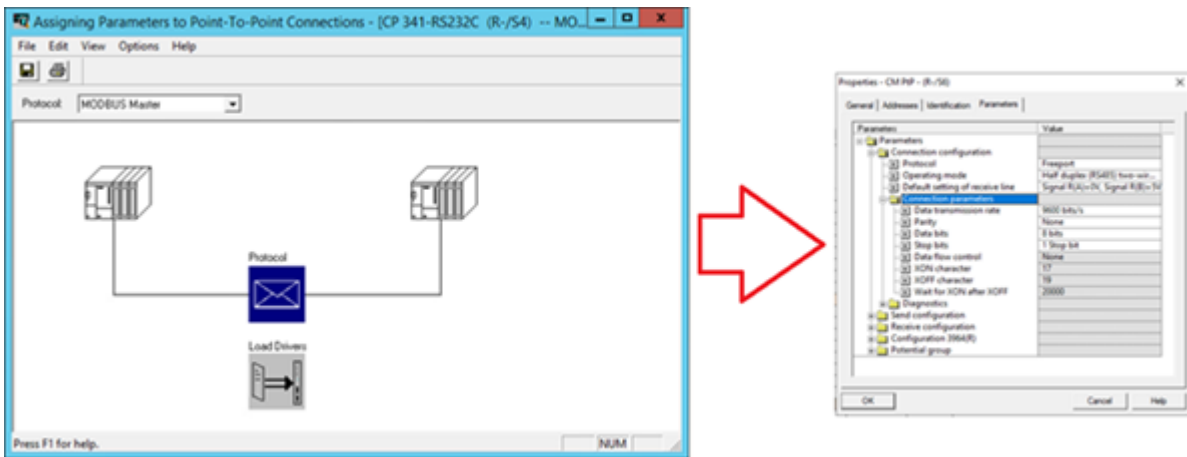 Assigning Parameters to Point-To-Point Connections - [CP 341-RS232C (R-/S4) -- MO...
File Edit View Options Help
Protocol: MODBUS Master
Protocol
Load Drivers
Press F1 for help.
NUM
Properties - CM PtP - (R-/S6)
General Addresses Identification Parameters
Parameters Value
Parameters
Connection configuration
Protocol Freeport
Operating mode Half duplex (RS485) two-wir...
Default setting of receive line Signal R(A)=0V, Signal R(B)=5V
Connection parameters
Data transmission rate 9600 bits/s
Parity None
Data bits 8 bits
Stop bits 1 Stop bit
Data flow control None
XON character 17
XOFF character 19
Wait for XON after XOFF 20000
Diagnostics
Send configuration
Receive configuration
Configuration 3964(R)
Potential group
OK Cancel Help